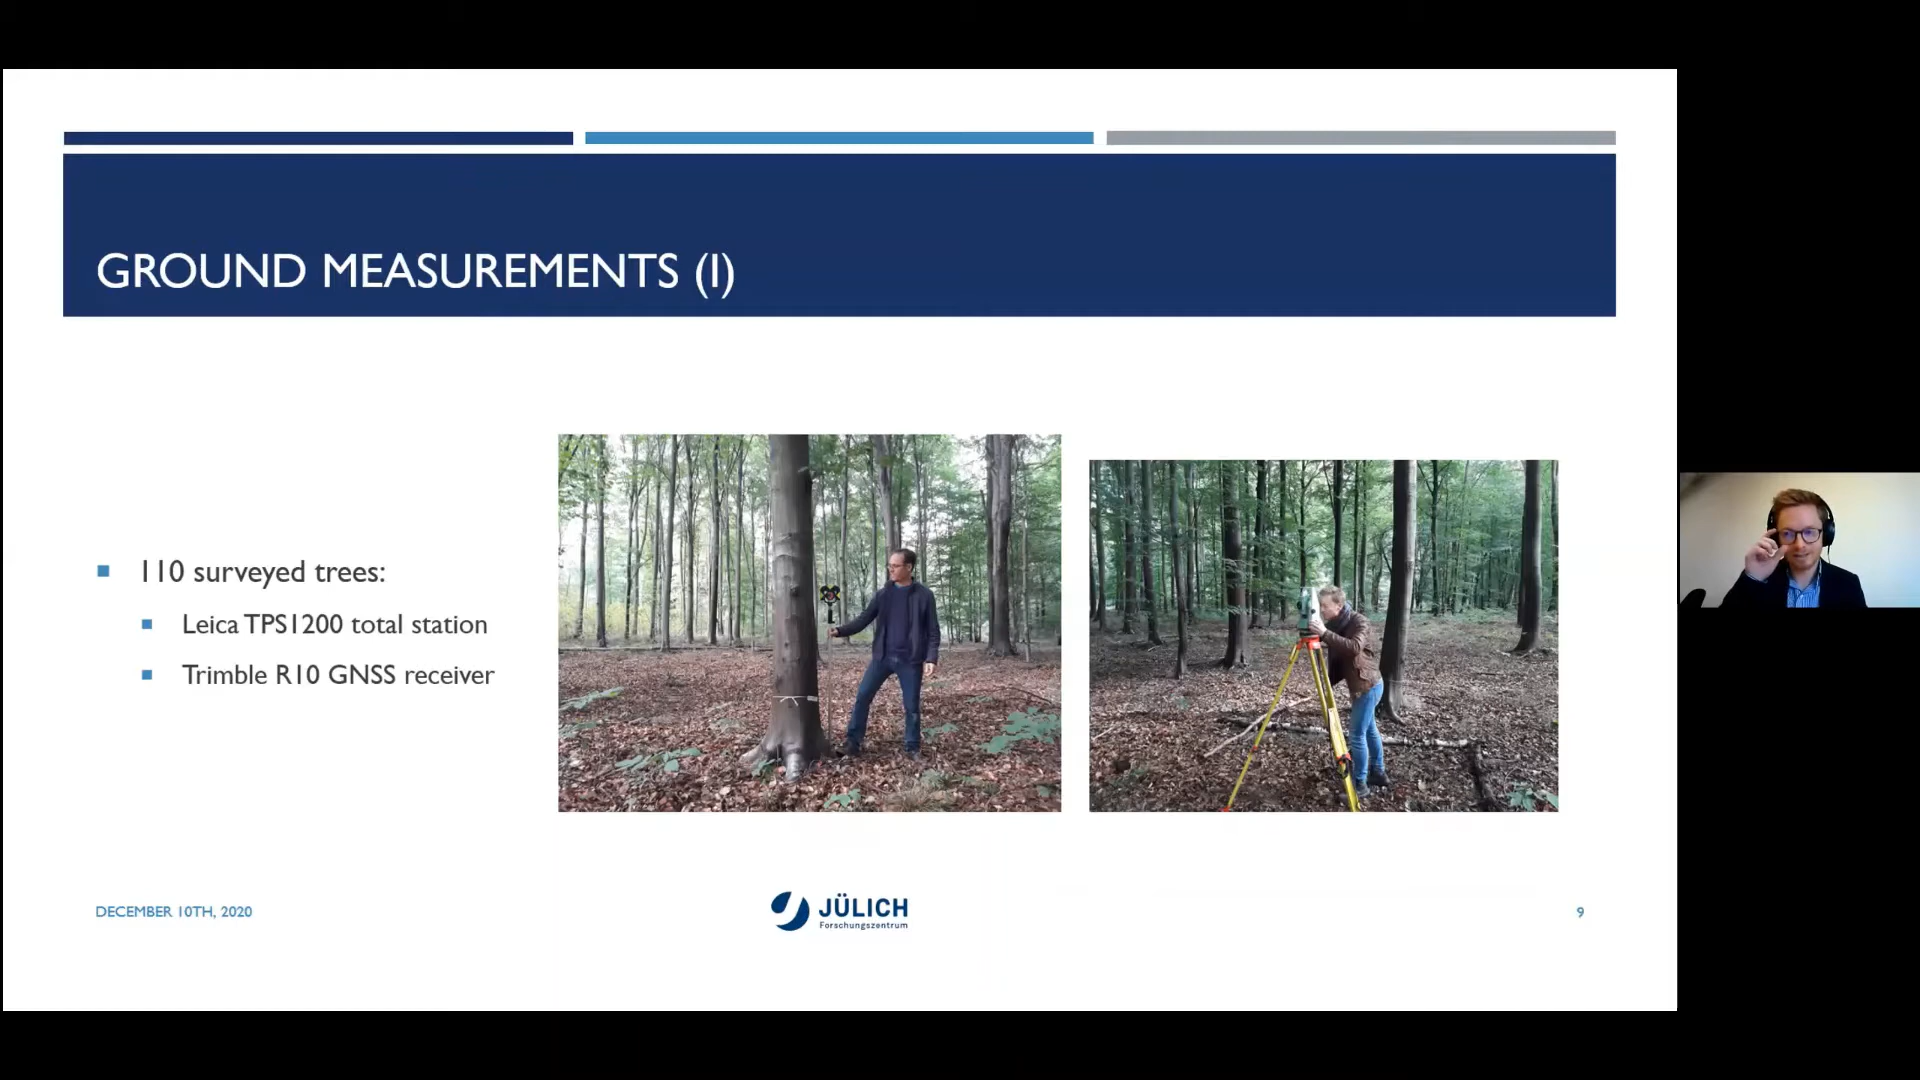 GROUND MEASUREMENTS (I)
110 surveyed trees:
Leica TPS1200 total station
Trimble R10 GNSS receiver
DECEMBER 10TH, 2020
JÜLICH
Forschungszentrum
9